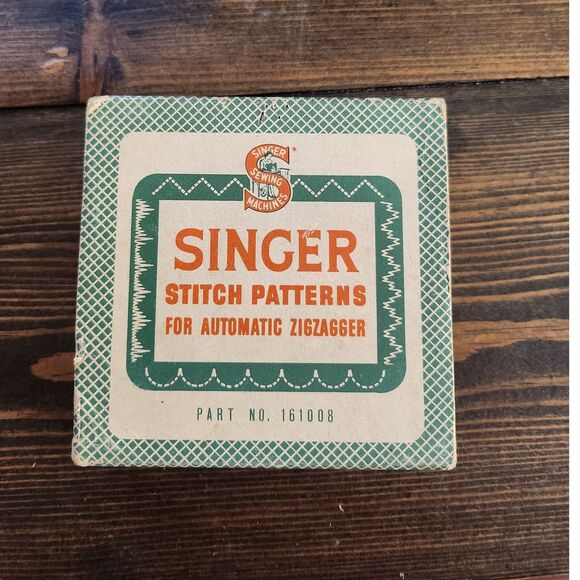 SINGER
SEWING
MACHINES
SINGER
STITCH PATTERNS
FOR AUTOMATIC ZIGZAGGER
PART NO. 161008